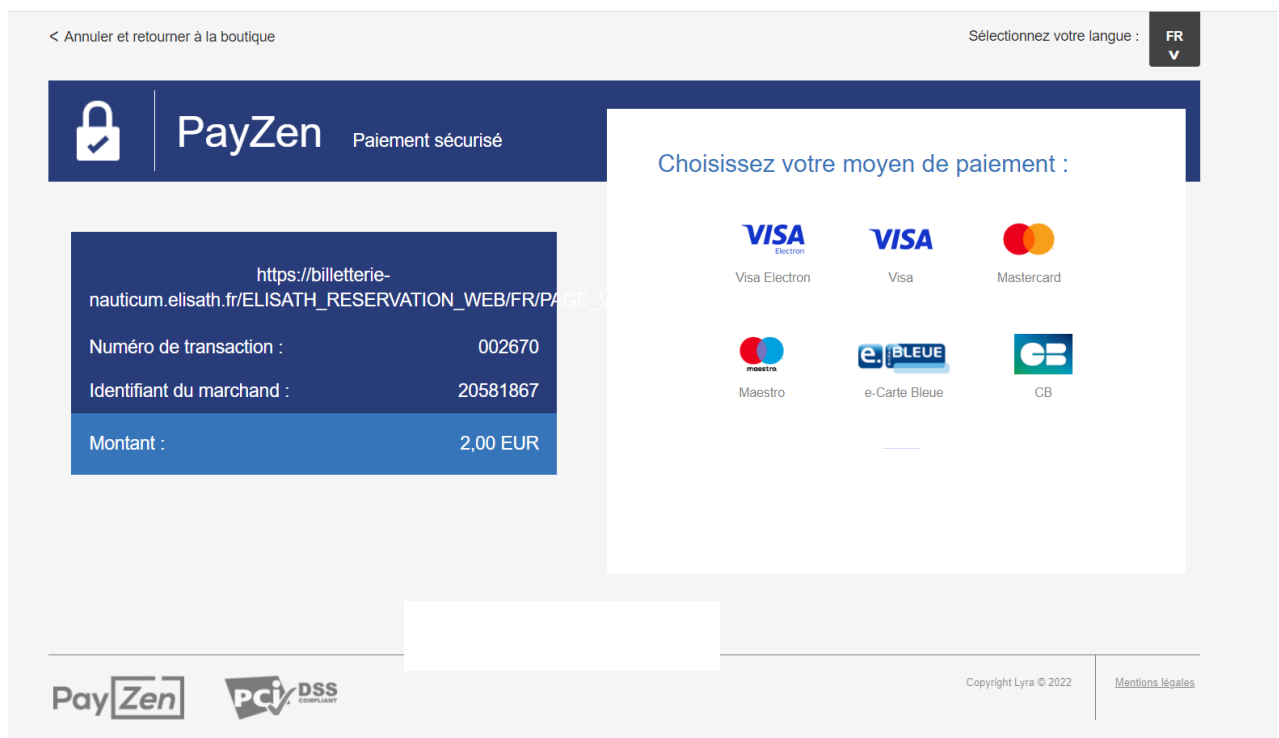 < Annuler et retourner à la boutique
Sélectionnez votre langue :
FR
V
PayZen
Paiement sécurisé
Choisissez votre moyen de paiement :
VISA
Electron
VISA
Visa Electron
Visa
Mastercard
https://billetterie-
nauticum.elisath.fr/ELISATH_RESERVATION_WEB/FR/PAGE_V
Numéro de transaction :
002670
Identifiant du marchand :
20581867
Montant :
2,00 EUR
maestro.
e.
BLEUE
CB
Maestro
e-Carte Bleue
CB
PayZen
PCI DSS
COMPLIANT
Copyright Lyra © 2022
Mentions légales